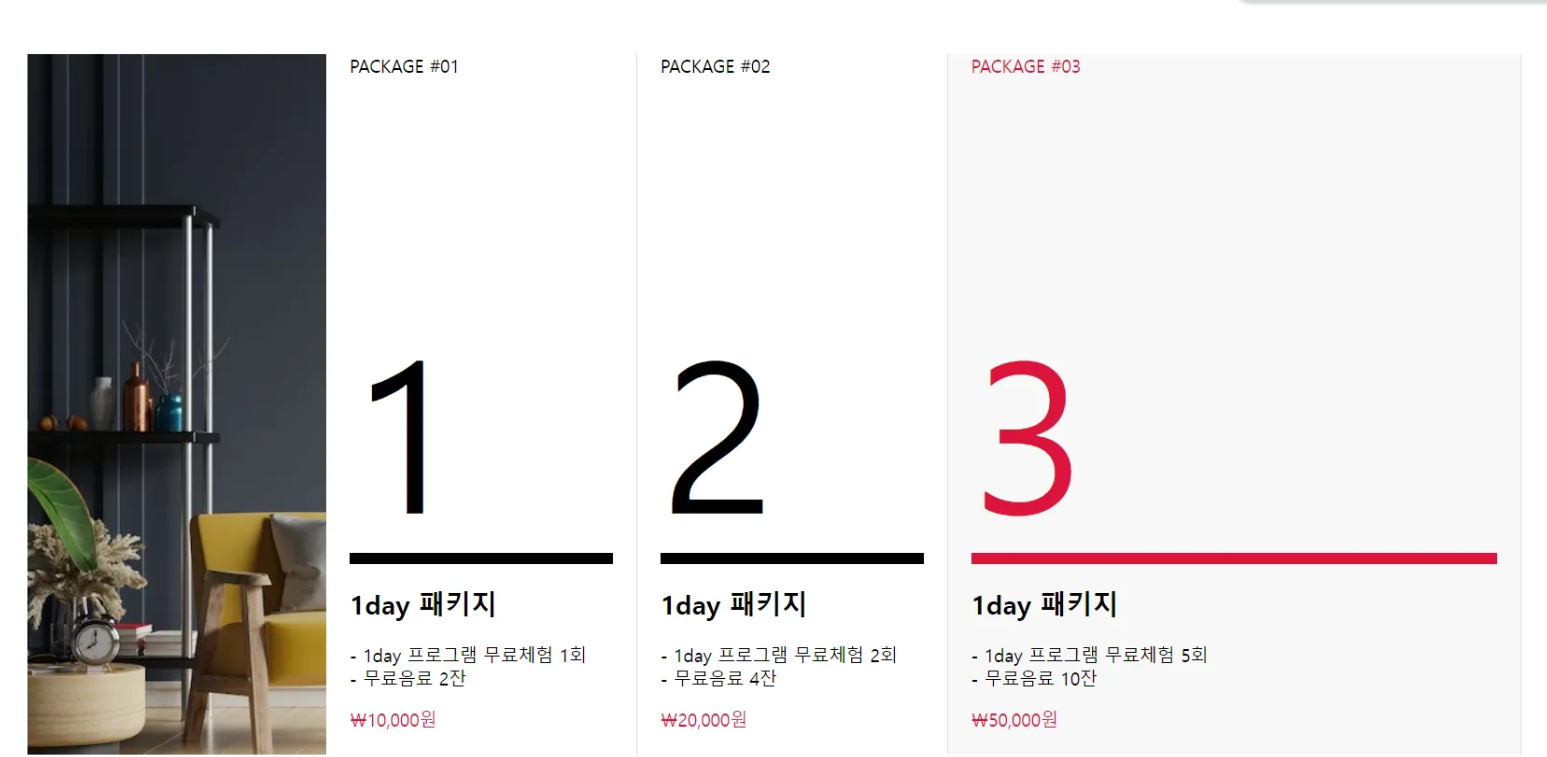 PACKAGE #01
1
1day 패키지
- 1day 프로그램 무료체험 1회
- 무료음료 2잔
₩10,000원
PACKAGE #02
2
1day 패키지
- 1day 프로그램 무료체험 2회
- 무료음료 4잔
₩20,000원
PACKAGE #03
3
1day 패키지
- 1day 프로그램 무료체험 5회
- 무료음료 10잔
₩50,000원